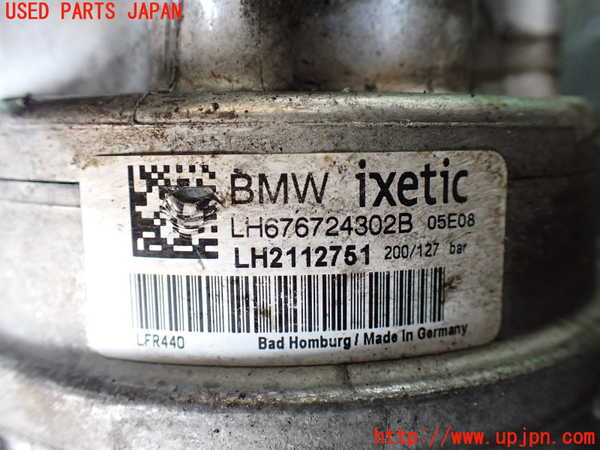 USED PARTS JAPAN
BMW ixetic
LH676724302B 05E08
LH2112751 200/127 bar
LFR440 Bad Homburg / Made in Germany
UPJ
http://www.upjpn.com